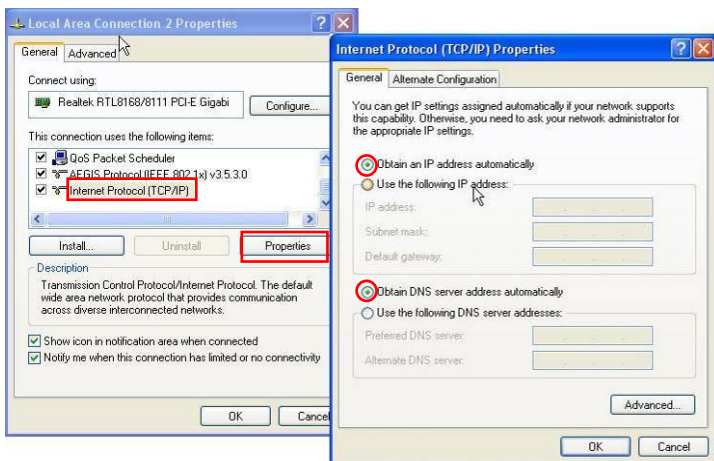 Local Area Connection 2 Properties
General Advanced
Connect using:
Realtek RTL8168/8111 PCI-E Gigabi Configure...
This connection uses the following items:
QoS Packet Scheduler
AEGIS Protocol (IEEE 802.1x) v3.5.3.0
Internet Protocol (TCP/IP)
Install... Uninstall Properties
Description
Transmission Control Protocol/Internet Protocol. The default
wide area network protocol that provides communication
across diverse interconnected networks.
Show icon in notification area when connected
Notify me when this connection has limited or no connectivity
OK Cancel
Internet Protocol (TCP/IP) Properties
General Alternate Configuration
You can get IP settings assigned automatically if your network supports
this capability. Otherwise, you need to ask your network administrator for
the appropriate IP settings.
Obtain an IP address automatically
Use the following IP address:
IP address:
Subnet mask:
Default gateway:
Obtain DNS server address automatically
Use the following DNS server addresses:
Preferred DNS server:
Alternate DNS server:
Advanced...
OK Cancel